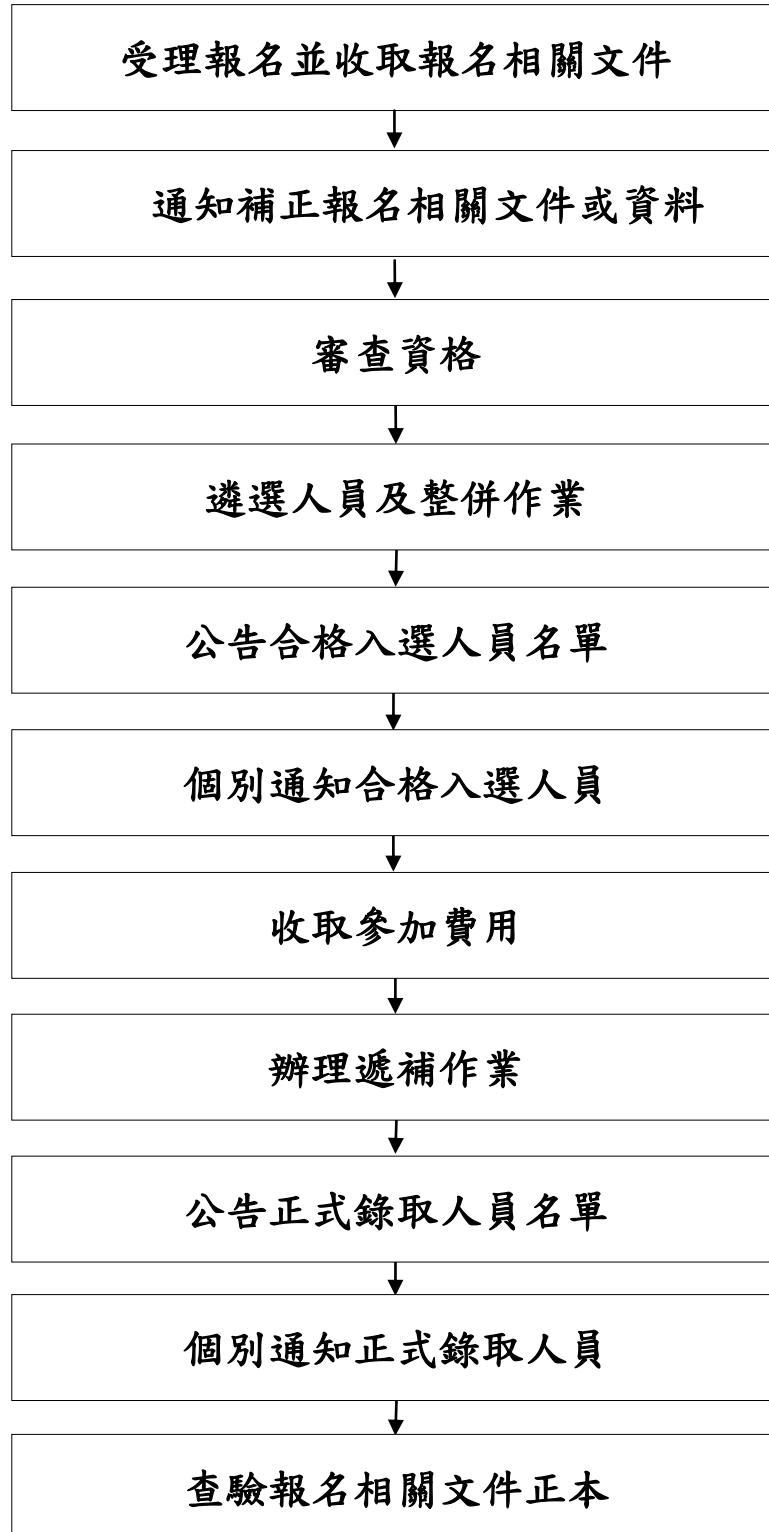 受理報名並收取報名相關文件
通知補正報名相關文件或資料
審查資格
遴選人員及整併作業
公告合格入選人員名單
個別通知合格入選人員
收取參加費用
辦理遞補作業
公告正式錄取人員名單
個別通知正式錄取人員
查驗報名相關文件正本